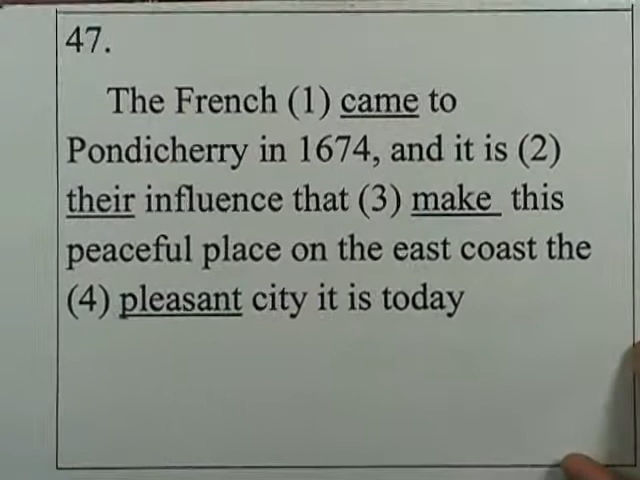 47.
The French (1) came to
Pondicherry in 1674, and it is (2)
their influence that (3) make this
peaceful place on the east coast the
(4) pleasant city it is today